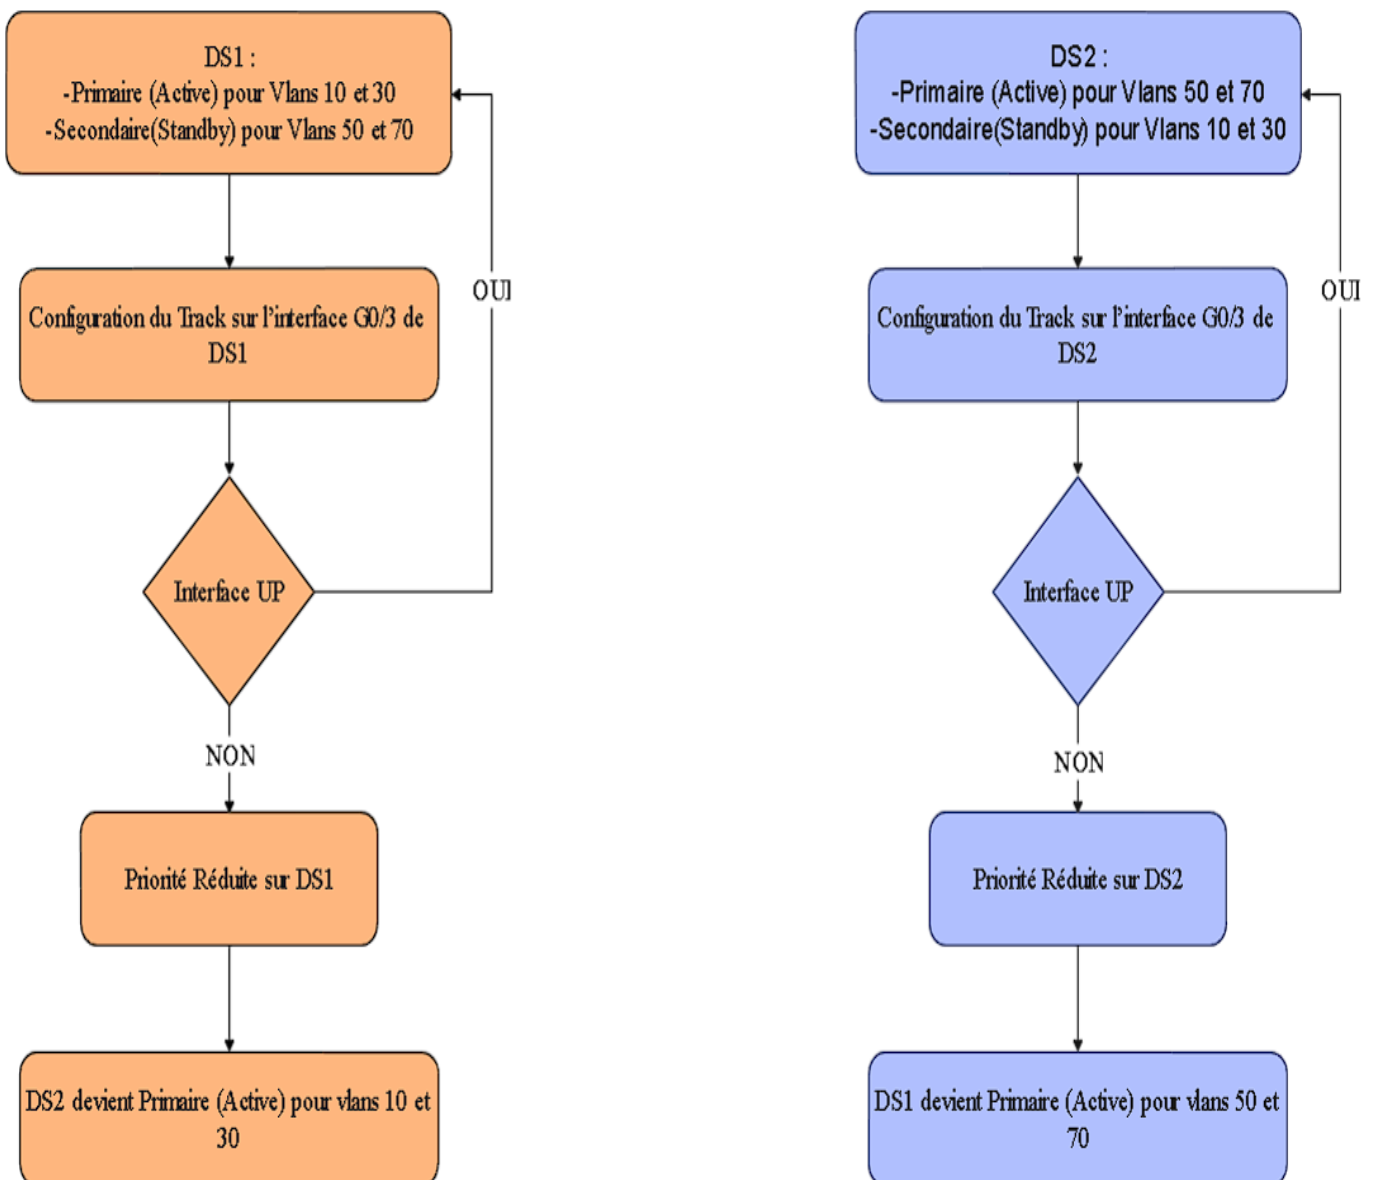 DS1 :
-Primaire (Active) pour Vlans 10 et 30
-Secondaire(Standby) pour Vlans 50 et 70
OUI
Configuration du Track sur l'interface G0/3 de
DS1
Interface UP
NON
Priorité Réduite sur DS1
DS2 devient Primaire (Active) pour vlans 10 et
30
DS2 :
-Primaire (Active) pour Vlans 50 et 70
-Secondaire(Standby) pour Vlans 10 et 30
OUI
Configuration du Track sur l'interface G0/3 de
DS2
Interface UP
NON
Priorité Réduite sur DS2
DS1 devient Primaire (Active) pour vlans 50 et
70